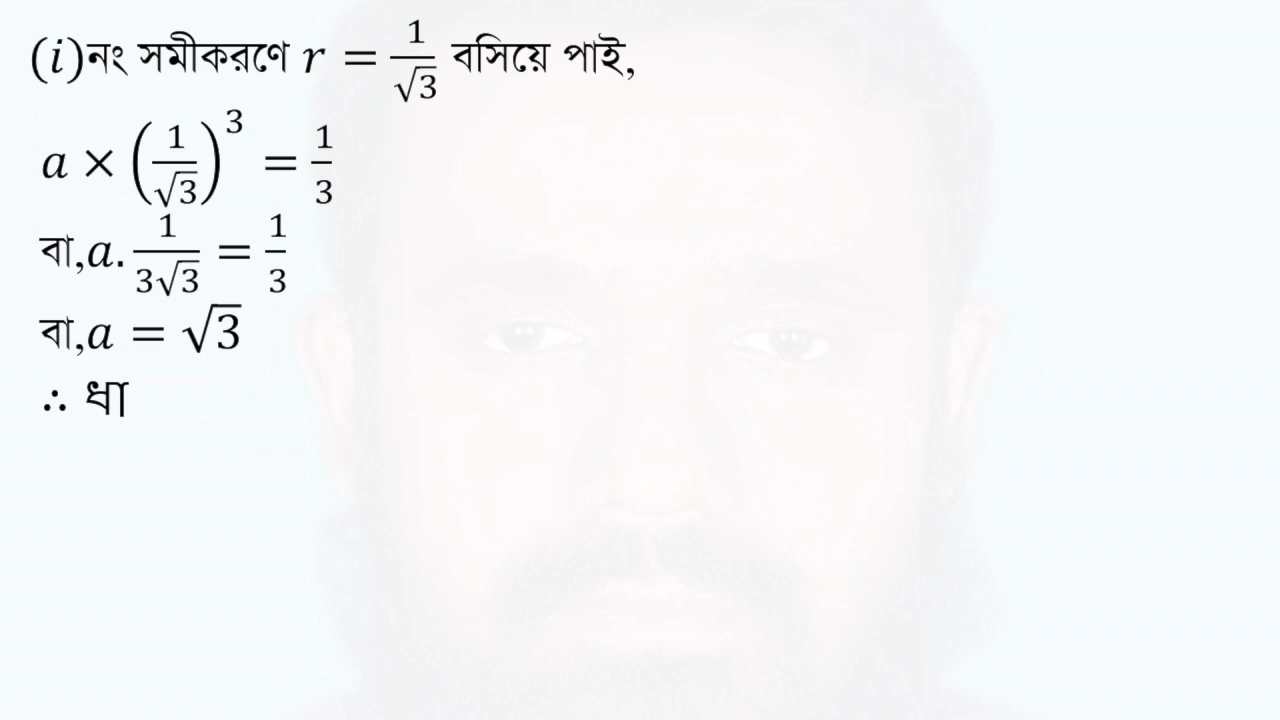 (i)নং সমীকরণে r = 1/√3 বসিয়ে পাই,
a × (1/√3)³ = 1/3
বা,a. 1/3√3 = 1/3
বা,a = √3
∴ ধা